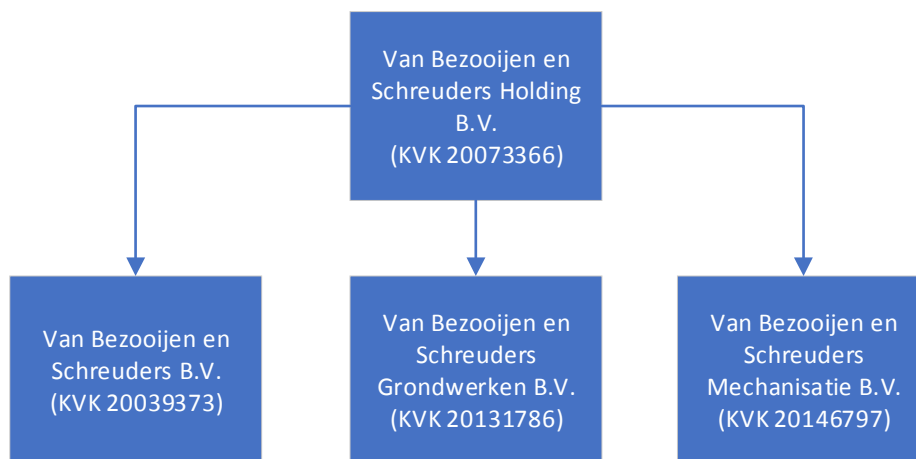 Van Bezooijen en
Schreuders Holding
B.V.
(KVK 20073366)
Van Bezooijen en
Schreuders B.V.
(KVK 20039373)
Van Bezooijen en
Schreuders
Grondwerken B.V.
(KVK 20131786)
Van Bezooijen en
Schreuders
Mechanisatie B.V.
(KVK 20146797)